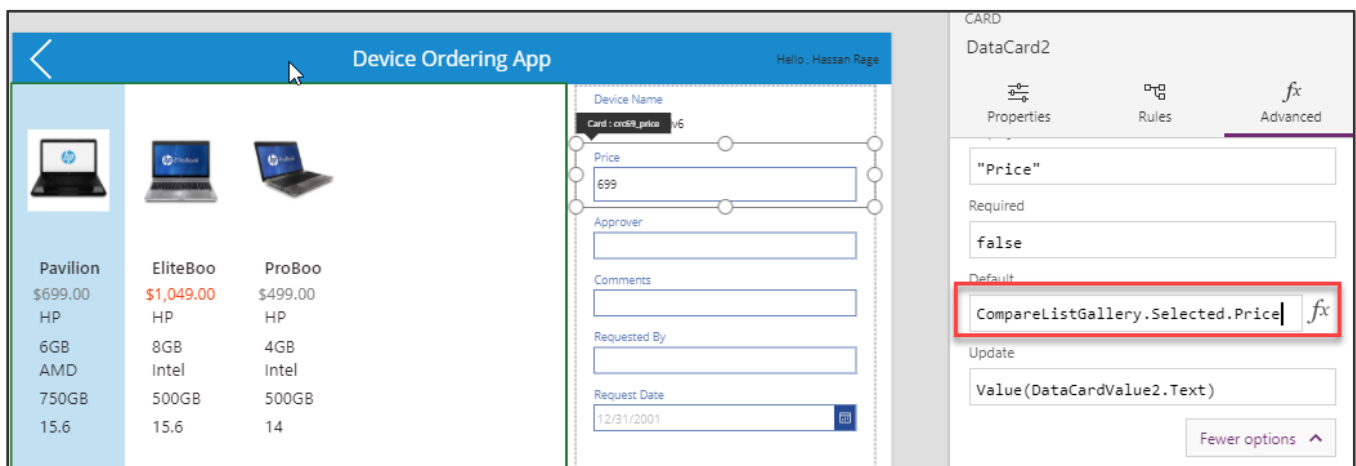 Device Ordering App
Hello , Hassan Rage
Pavilion
$699.00
HP
6GB
AMD
750GB
15.6
EliteBoo
$1,049.00
HP
8GB
Intel
500GB
15.6
ProBoo
$499.00
HP
4GB
Intel
500GB
14
Device Name
Card : crc69_price
v6
Price
699
Approver
Comments
Requested By
Request Date
12/31/2001
CARD
DataCard2
Properties
Rules
fx
Advanced
"Price"
Required
false
Default
CompareListGallery.Selected.Price
fx
Update
Value(DataCardValue2.Text)
Fewer options